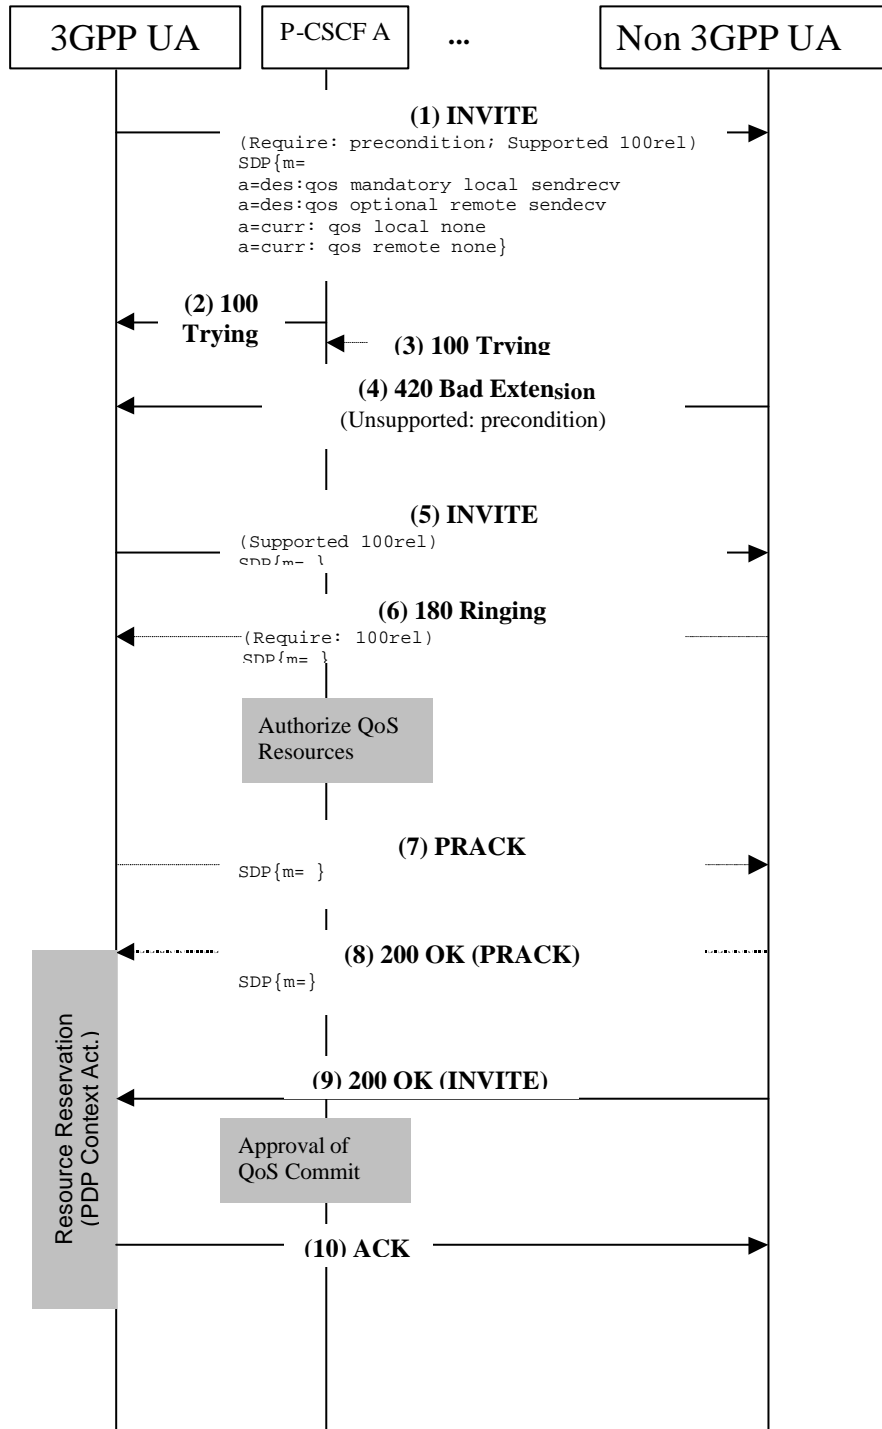 3GPP UA
P-CSCF A
...
Non 3GPP UA
(1) INVITE
(Require: precondition; Supported 100rel)
SDP{m=
a=des:qos mandatory local sendrecv
a=des:qos optional remote sendecv
a=curr: qos local none
a=curr: qos remote none}
(2) 100
Trying
(3) 100 Trying
(4) 420 Bad Extension
(Unsupported: precondition)
(5) INVITE
(Supported 100rel)
SDP{m= }
(6) 180 Ringing
(Require: 100rel)
SDP{m= }
Authorize QoS
Resources
(7) PRACK
SDP{m= }
(8) 200 OK (PRACK)
SDP{m=}
Resource Reservation
(PDP Context Act.)
(9) 200 OK (INVITE)
Approval of
QoS Commit
(10) ACK